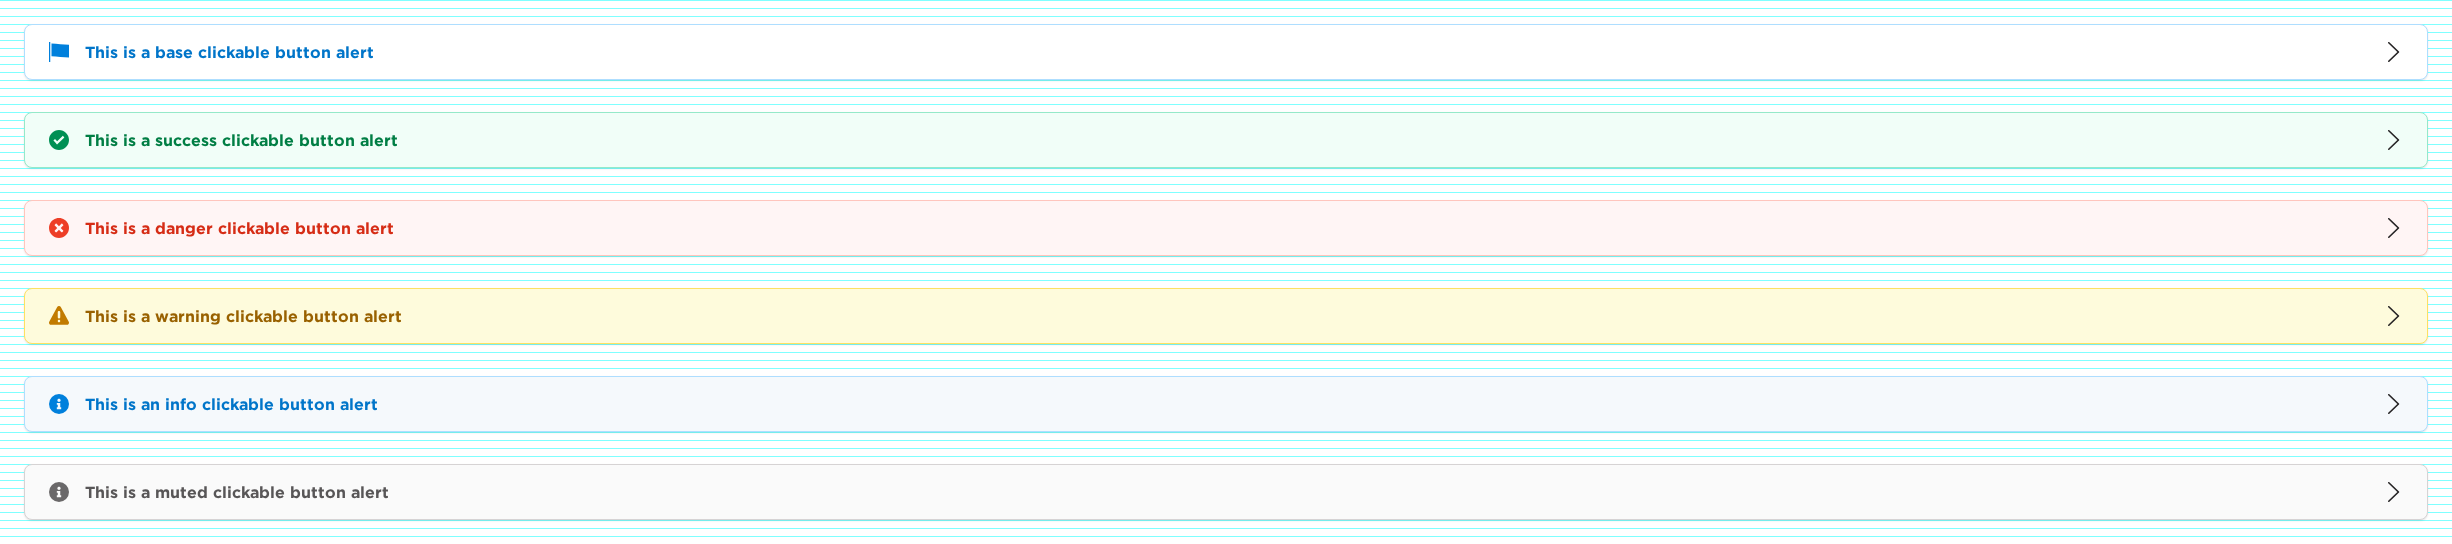 This is a base clickable button alert
This is a success clickable button alert
This is a danger clickable button alert
This is a warning clickable button alert
This is an info clickable button alert
This is a muted clickable button alert